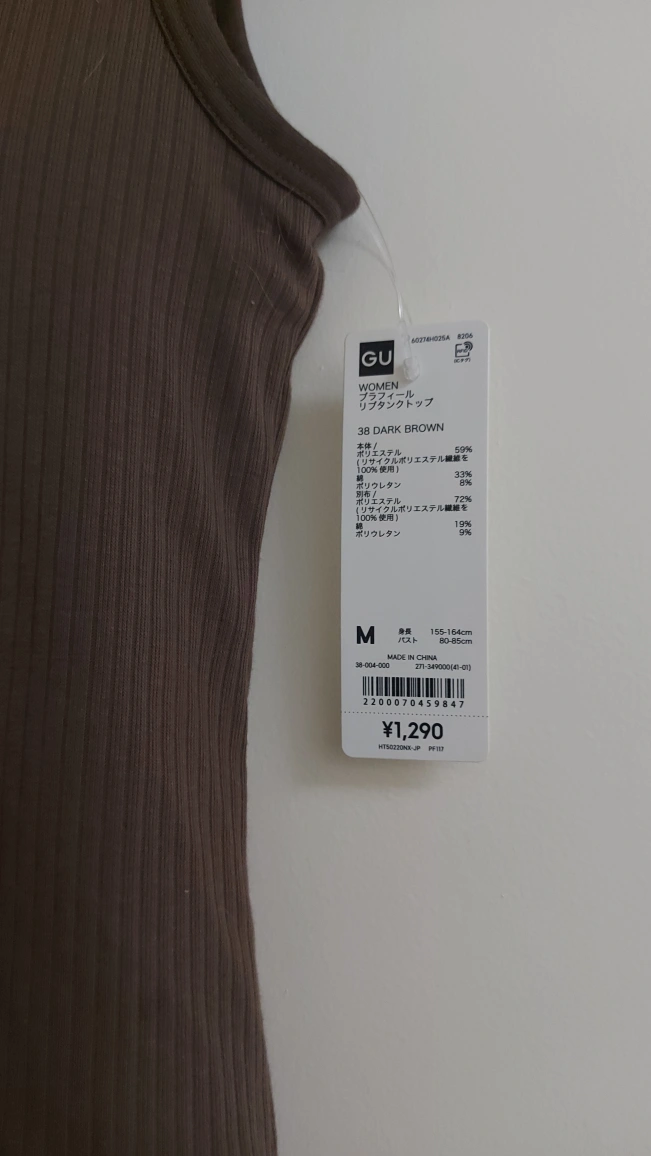 60274H025A 8206
GU
WOMEN
ブラフィール
リブタンクトップ
38 DARK BROWN
本体 /
ポリエステル 59%
( リサイクルポリエステル繊維を
100% 使用 )
綿 33%
ポリウレタン 8%
別布 /
ポリエステル 72%
( リサイクルポリエステル繊維を
100% 使用 )
綿 19%
ポリウレタン 9%
M
身長 155-164cm
バスト 80-85cm
MADE IN CHINA
38-004-000 271-349000(41-01)
2200070459847
¥1,290
HT50220NX-JP PF117